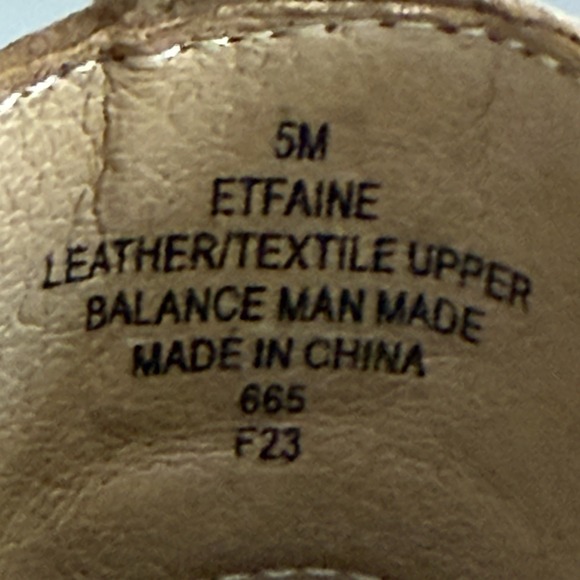 5M
ETFAINE
LEATHER/TEXTILE UPPER
BALANCE MAN MADE
MADE IN CHINA
665
F23